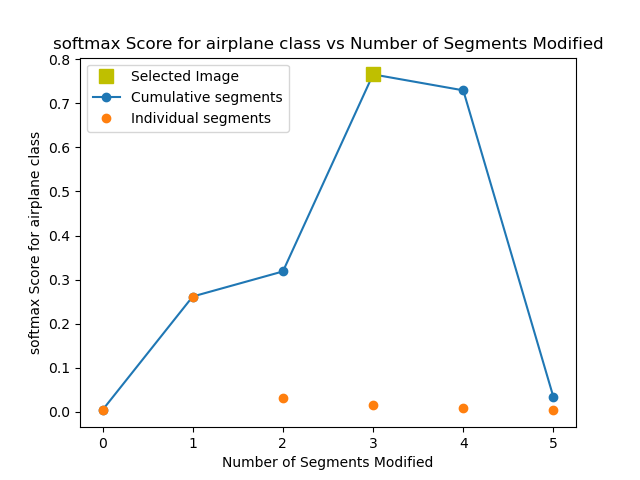 softmax Score for airplane class vs Number of Segments Modified
Selected Image
Cumulative segments
Individual segments
softmax Score for airplane class
0.8
0.7
0.6
0.5
0.4
0.3
0.2
0.1
0.0
0 1 2 3 4 5
Number of Segments Modified